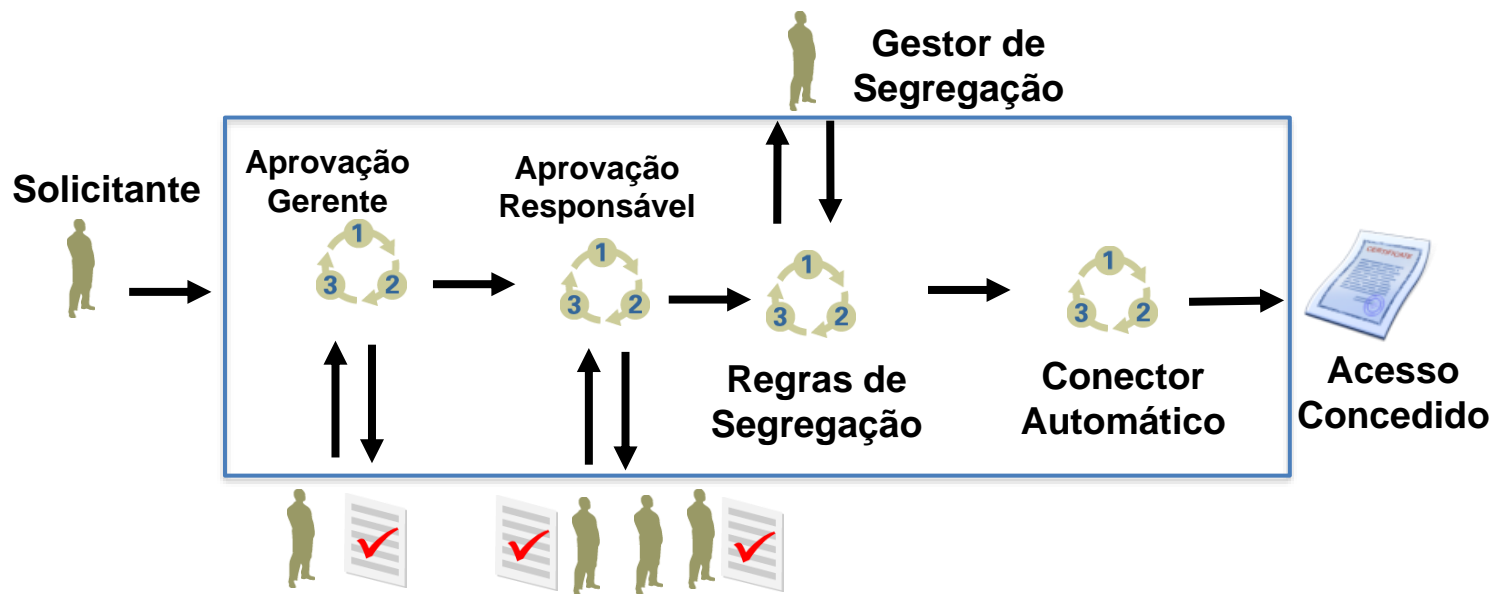 Gestor de
Segregação
Solicitante
Aprovação
Gerente
Aprovação
Responsável
1
2
3
1
2
3
1
2
3
1
2
3
Regras de
Segregação
Conector
Automático
CERTIFICATE
Acesso
Concedido